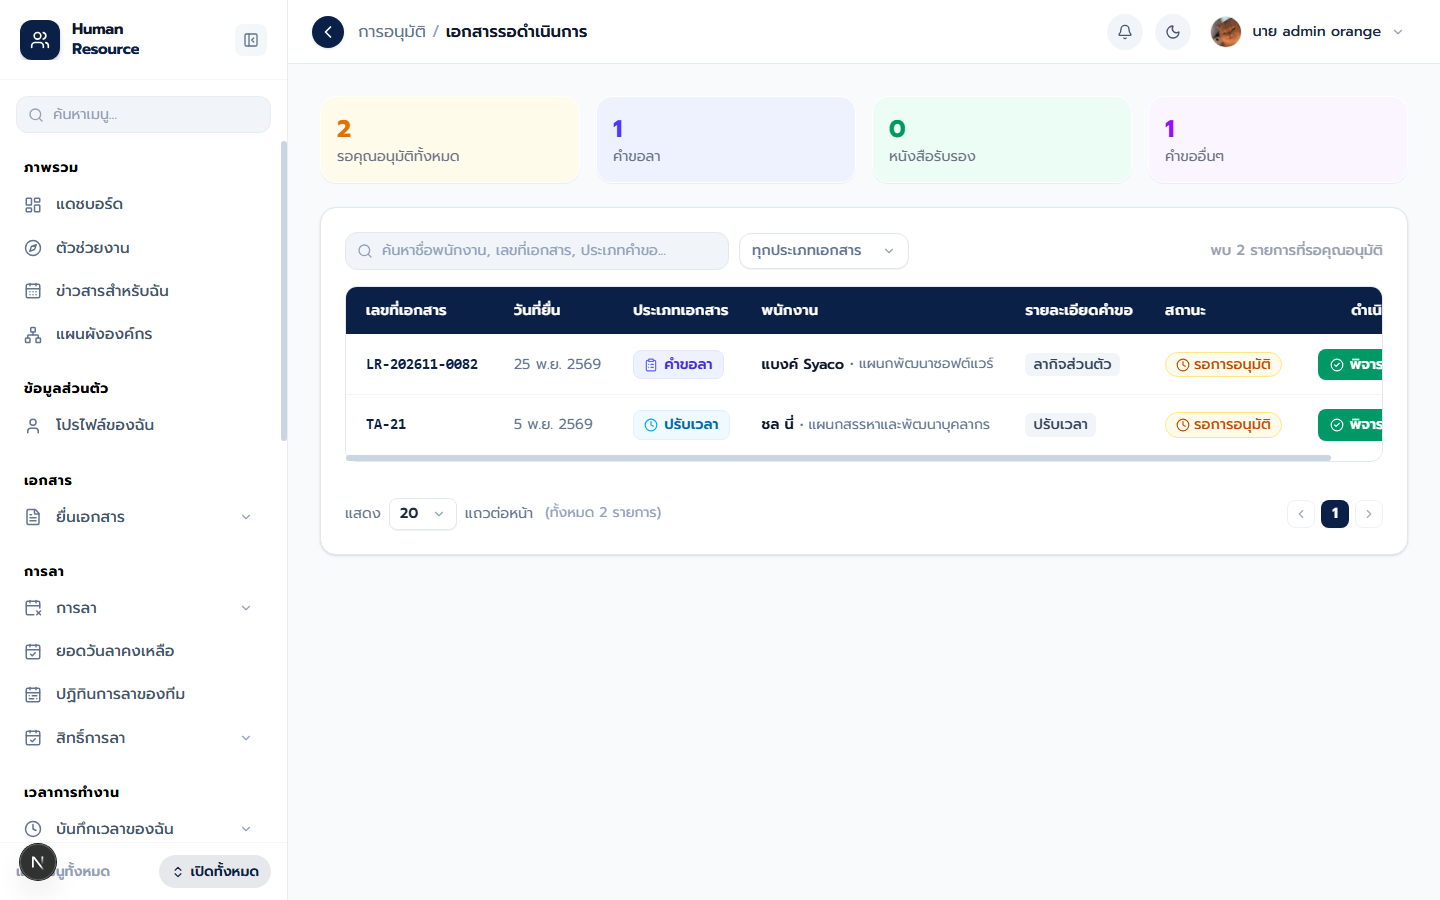 Human
Resource
การอนุมัติ / เอกสารรอดำเนินการ
นาย admin orange
ค้นหาเมนู...
ภาพรวม
แดชบอร์ด
ตัวช่วยงาน
ข่าวสารสำหรับฉัน
แผนผังองค์กร
ข้อมูลส่วนตัว
โปรไฟล์ของฉัน
เอกสาร
ยื่นเอกสาร
การลา
การลา
ยอดวันลาคงเหลือ
ปฏิทินการลาของทีม
สิทธิ์การลา
เวลาการทำงาน
บันทึกเวลาของฉัน
เปิดทั้งหมด
2
รอคุณอนุมัติทั้งหมด
1
คำขอลา
0
หนังสือรับรอง
1
คำขออื่นๆ
ค้นหาชื่อพนักงาน, เลขที่เอกสาร, ประเภทคำขอ...
ทุกประเภทเอกสาร
พบ 2 รายการที่รอคุณอนุมัติ
เลขที่เอกสาร วันที่ยื่น ประเภทเอกสาร พนักงาน รายละเอียดคำขอ สถานะ
LR-202611-0082 25 พ.ย. 2569 คำขอลา แบงค์ Syaco · แผนกพัฒนาซอฟต์แวร์ ลากิจส่วนตัว รอการอนุมัติ
TA-21 5 พ.ย. 2569 ปรับเวลา ชล นี่ · แผนกสรรหาและพัฒนาบุคลากร ปรับเวลา รอการอนุมัติ
แสดง 20 แถวต่อหน้า (ทั้งหมด 2 รายการ)
1